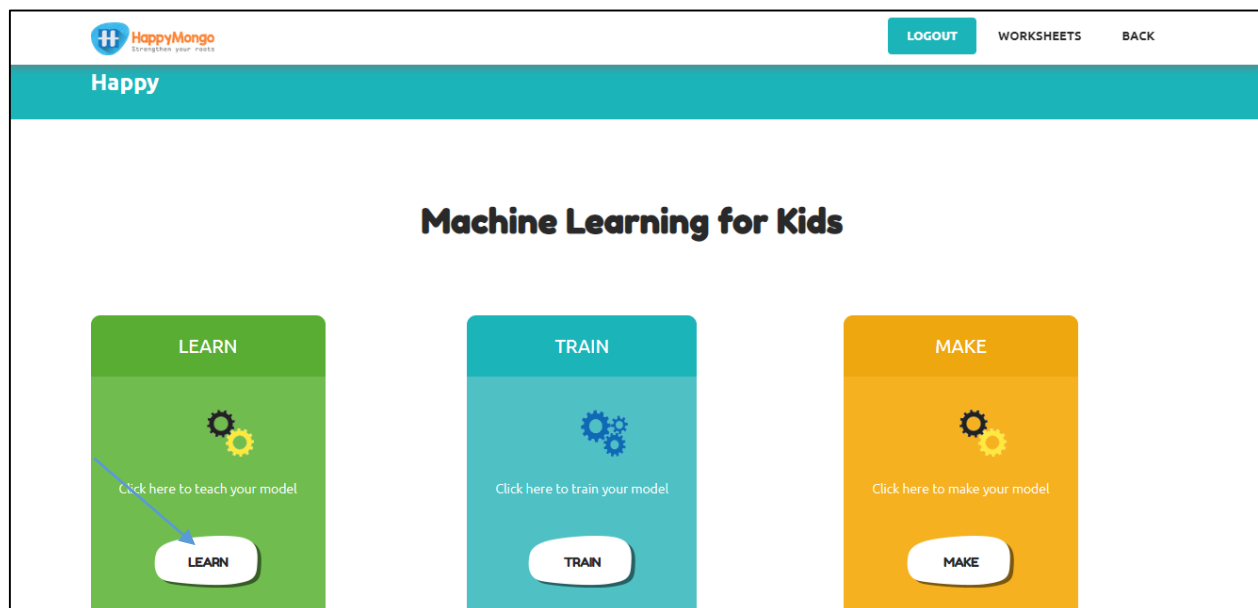 HappyMongo
Strengthen your roots
LOGOUT
WORKSHEETS
BACK
Happy
Machine Learning for Kids
LEARN
Click here to teach your model
LEARN
TRAIN
Click here to train your model
TRAIN
MAKE
Click here to make your model
MAKE